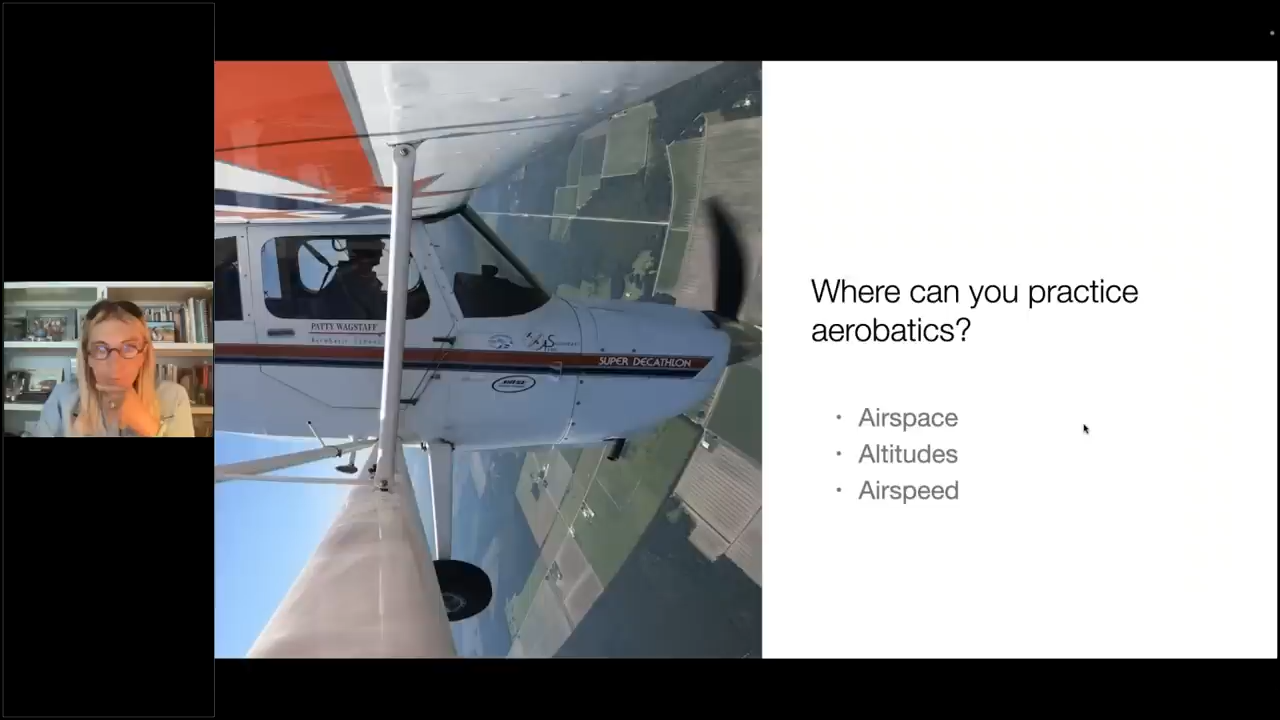 PATTY WAGSTAFF
SUPER DECATHLON
Where can you practice
aerobatics?
• Airspace
• Altitudes
• Airspeed